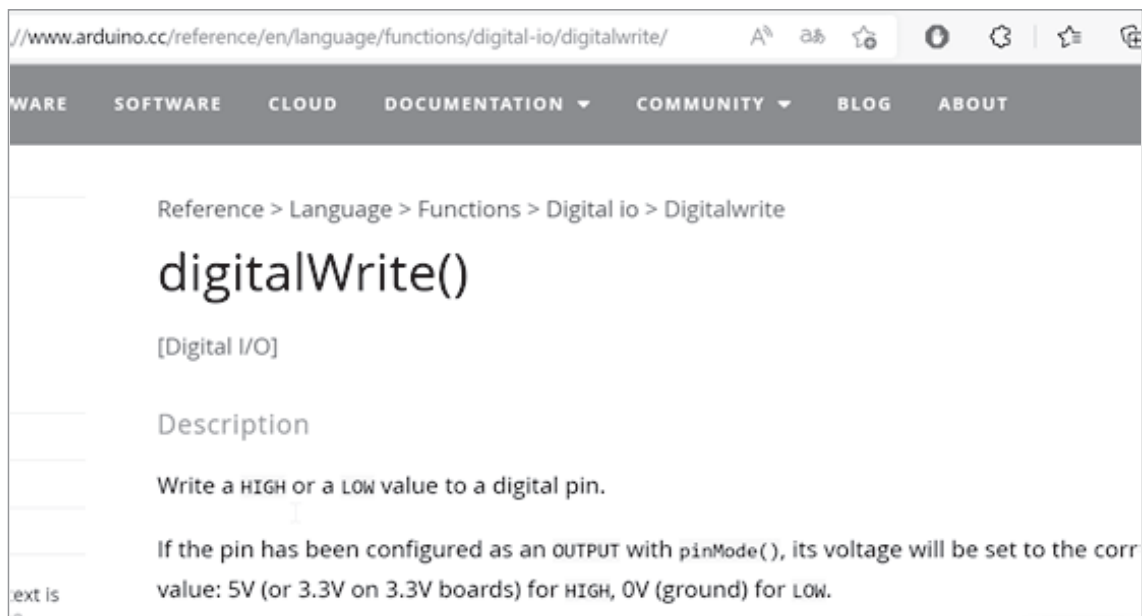 //www.arduino.cc/reference/en/language/functions/digital-io/digitalwrite/
WARE SOFTWARE CLOUD DOCUMENTATION COMMUNITY BLOG ABOUT
Reference > Language > Functions > Digital io > Digitalwrite
digitalWrite()
[Digital I/O]
Description
Write a HIGH or a LOW value to a digital pin.
If the pin has been configured as an OUTPUT with pinMode(), its voltage will be set to the corr
value: 5V (or 3.3V on 3.3V boards) for HIGH, 0V (ground) for LOW.
text is